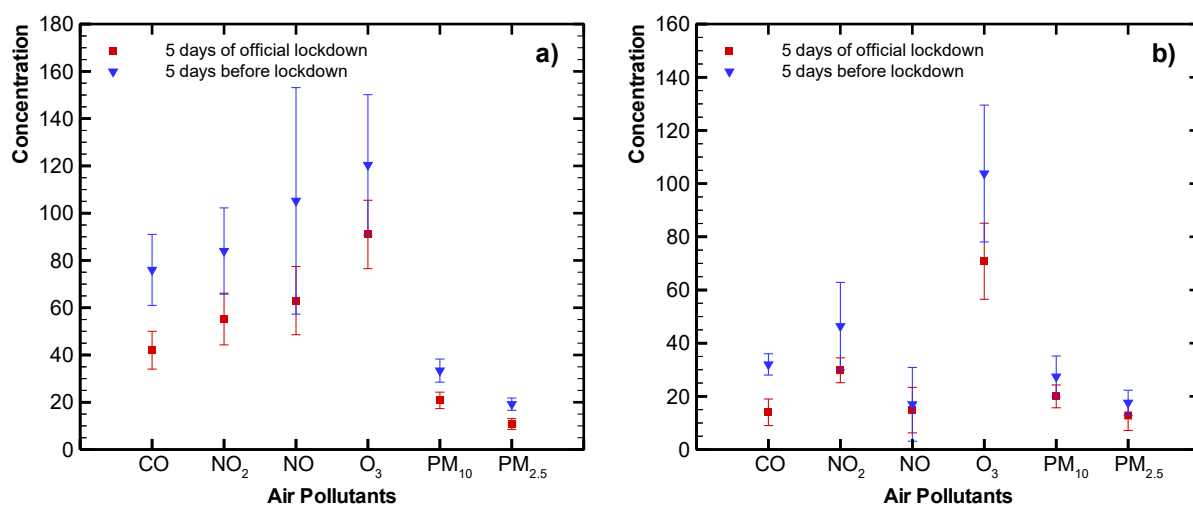 180
160
140
120
100
80
60
40
20
0
Concentration
5 days of official lockdown
5 days before lockdown
a)
CO NO₂ NO O₃ PM₁₀ PM₂.₅
Air Pollutants
160
140
120
100
80
60
40
20
0
Concentration
5 days of official lockdown
5 days before lockdown
b)
CO NO₂ NO O₃ PM₁₀ PM₂.₅
Air Pollutants